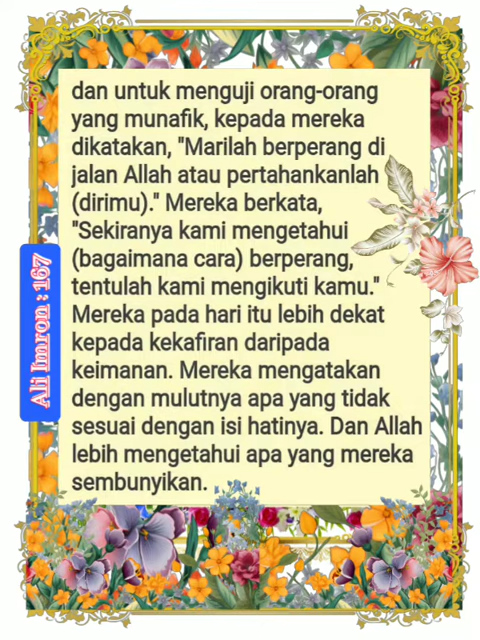 dan untuk menguji orang-orang
yang munafik, kepada mereka
dikatakan, "Marilah berperang di
jalan Allah atau pertahankanlah
(dirimu)." Mereka berkata,
"Sekiranya kami mengetahui
(bagaimana cara) berperang,
tentulah kami mengikuti kamu."
Mereka pada hari itu lebih dekat
kepada kekafiran daripada
keimanan. Mereka mengatakan
dengan mulutnya apa yang tidak
sesuai dengan isi hatinya. Dan Allah
lebih mengetahui apa yang mereka
sembunyikan.
Ali Imron : 167